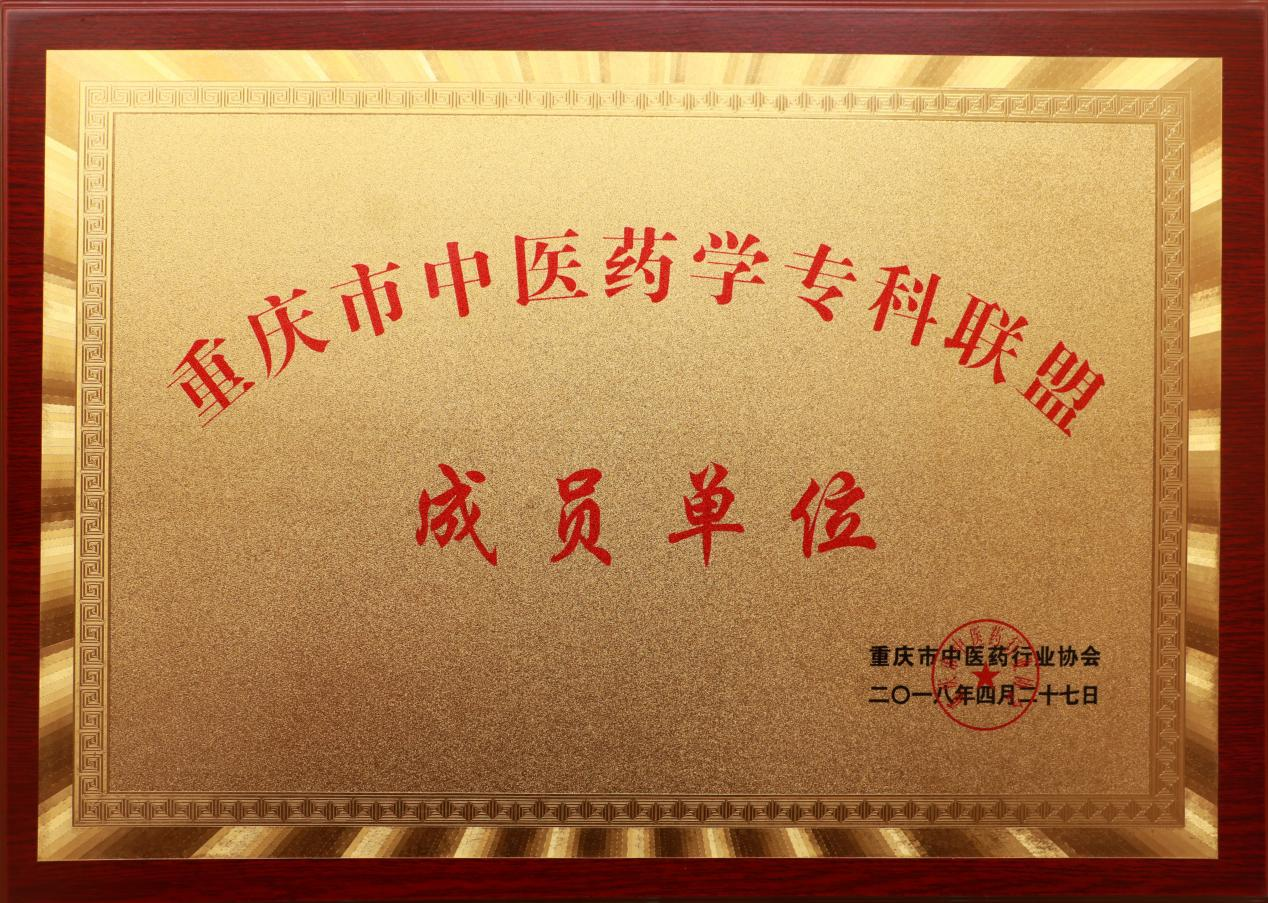 重庆市中医药学专科联盟
成员单位
重庆市中医药行业协会
二〇一八年四月二十七日